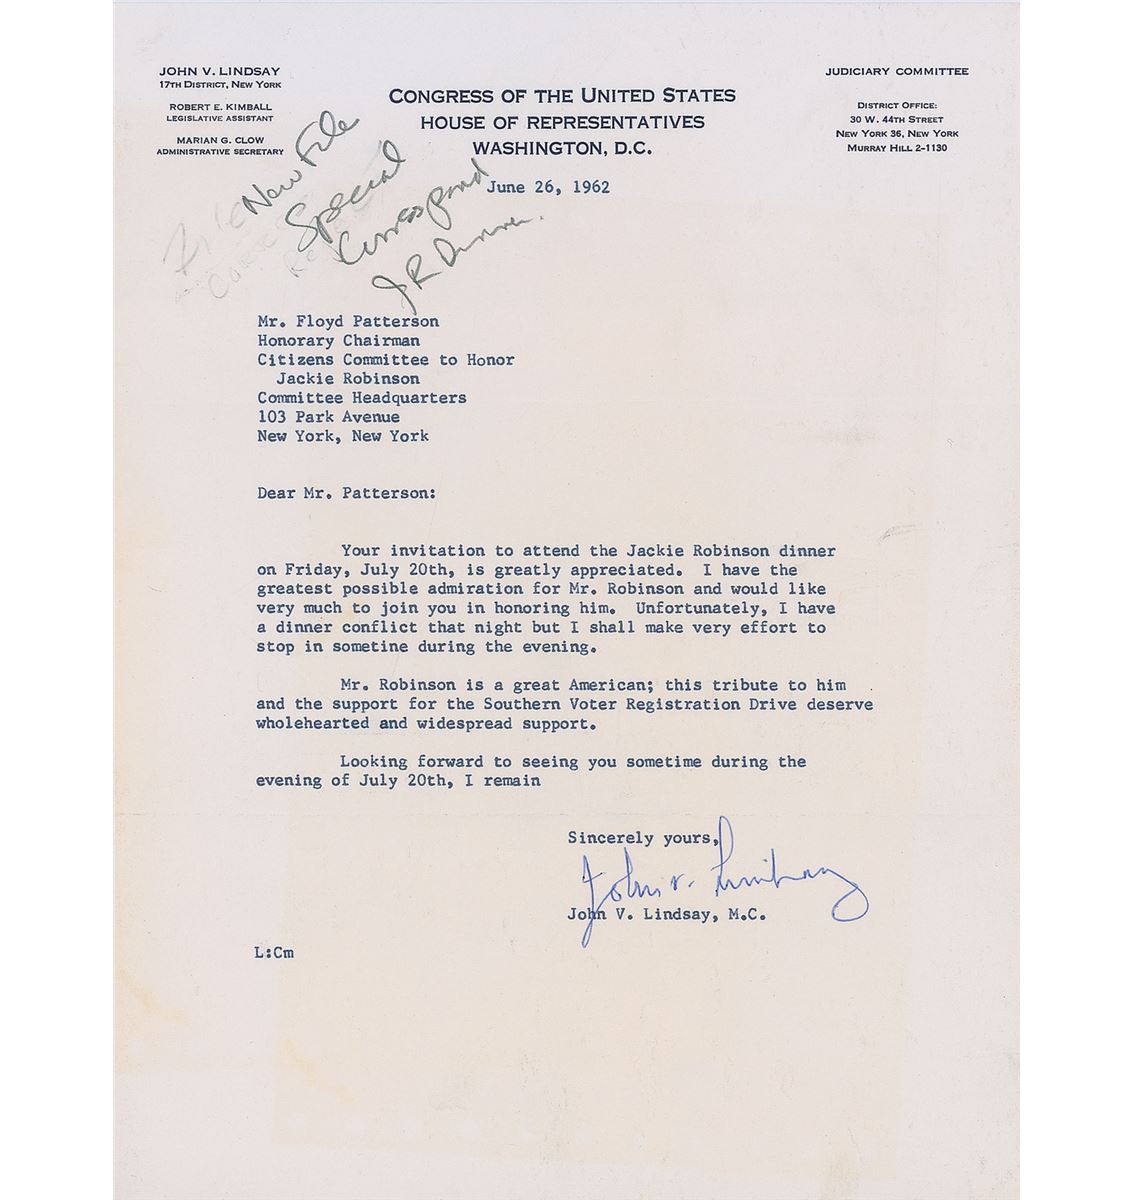 JOHN V. LINDSAY
17TH DISTRICT, NEW YORK
ROBERT E. KIMBALL
LEGISLATIVE ASSISTANT
MARIAN G. CLOW
ADMINISTRATIVE SECRETARY
CONGRESS OF THE UNITED STATES
HOUSE OF REPRESENTATIVES
WASHINGTON, D.C.
JUDICIARY COMMITTEE
DISTRICT OFFICE:
30 W. 44TH STREET
NEW YORK 36, NEW YORK
MURRAY HILL 2-1130
June 26, 1962
New File
Special
Correspond
JR Dinner.
File
Mr. Floyd Patterson
Honorary Chairman
Citizens Committee to Honor
Jackie Robinson
Committee Headquarters
103 Park Avenue
New York, New York
Dear Mr. Patterson:
Your invitation to attend the Jackie Robinson dinner
on Friday, July 20th, is greatly appreciated. I have the
greatest possible admiration for Mr. Robinson and would like
very much to join you in honoring him. Unfortunately, I have
a dinner conflict that night but I shall make very effort to
stop in sometine during the evening.
Mr. Robinson is a great American; this tribute to him
and the support for the Southern Voter Registration Drive deserve
wholehearted and widespread support.
Looking forward to seeing you sometime during the
evening of July 20th, I remain
Sincerely yours,
John V. Lindsay
John V. Lindsay, M.C.
L:Cm